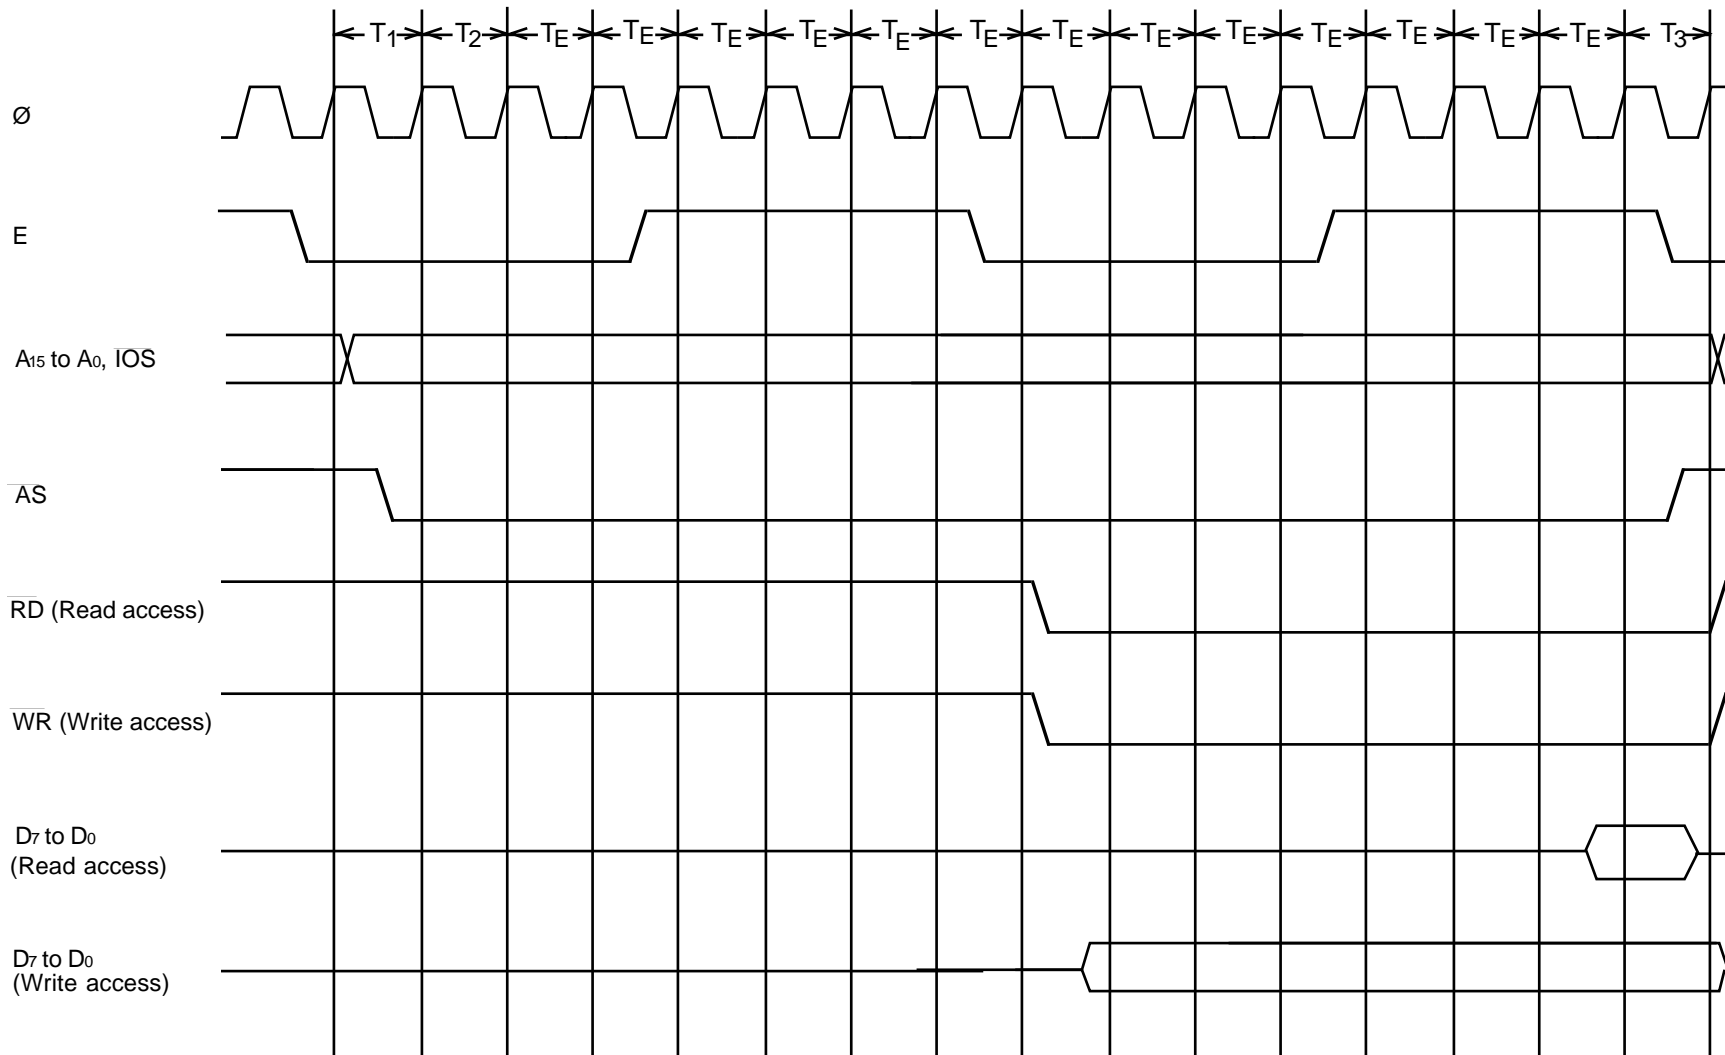 T1 T2 TE TE TE TE TE TE TE TE TE TE TE TE TE T3
Ø
E
A15 to A0, IOS
AS
RD (Read access)
WR (Write access)
D7 to D0
(Read access)
D7 to D0
(Write access)